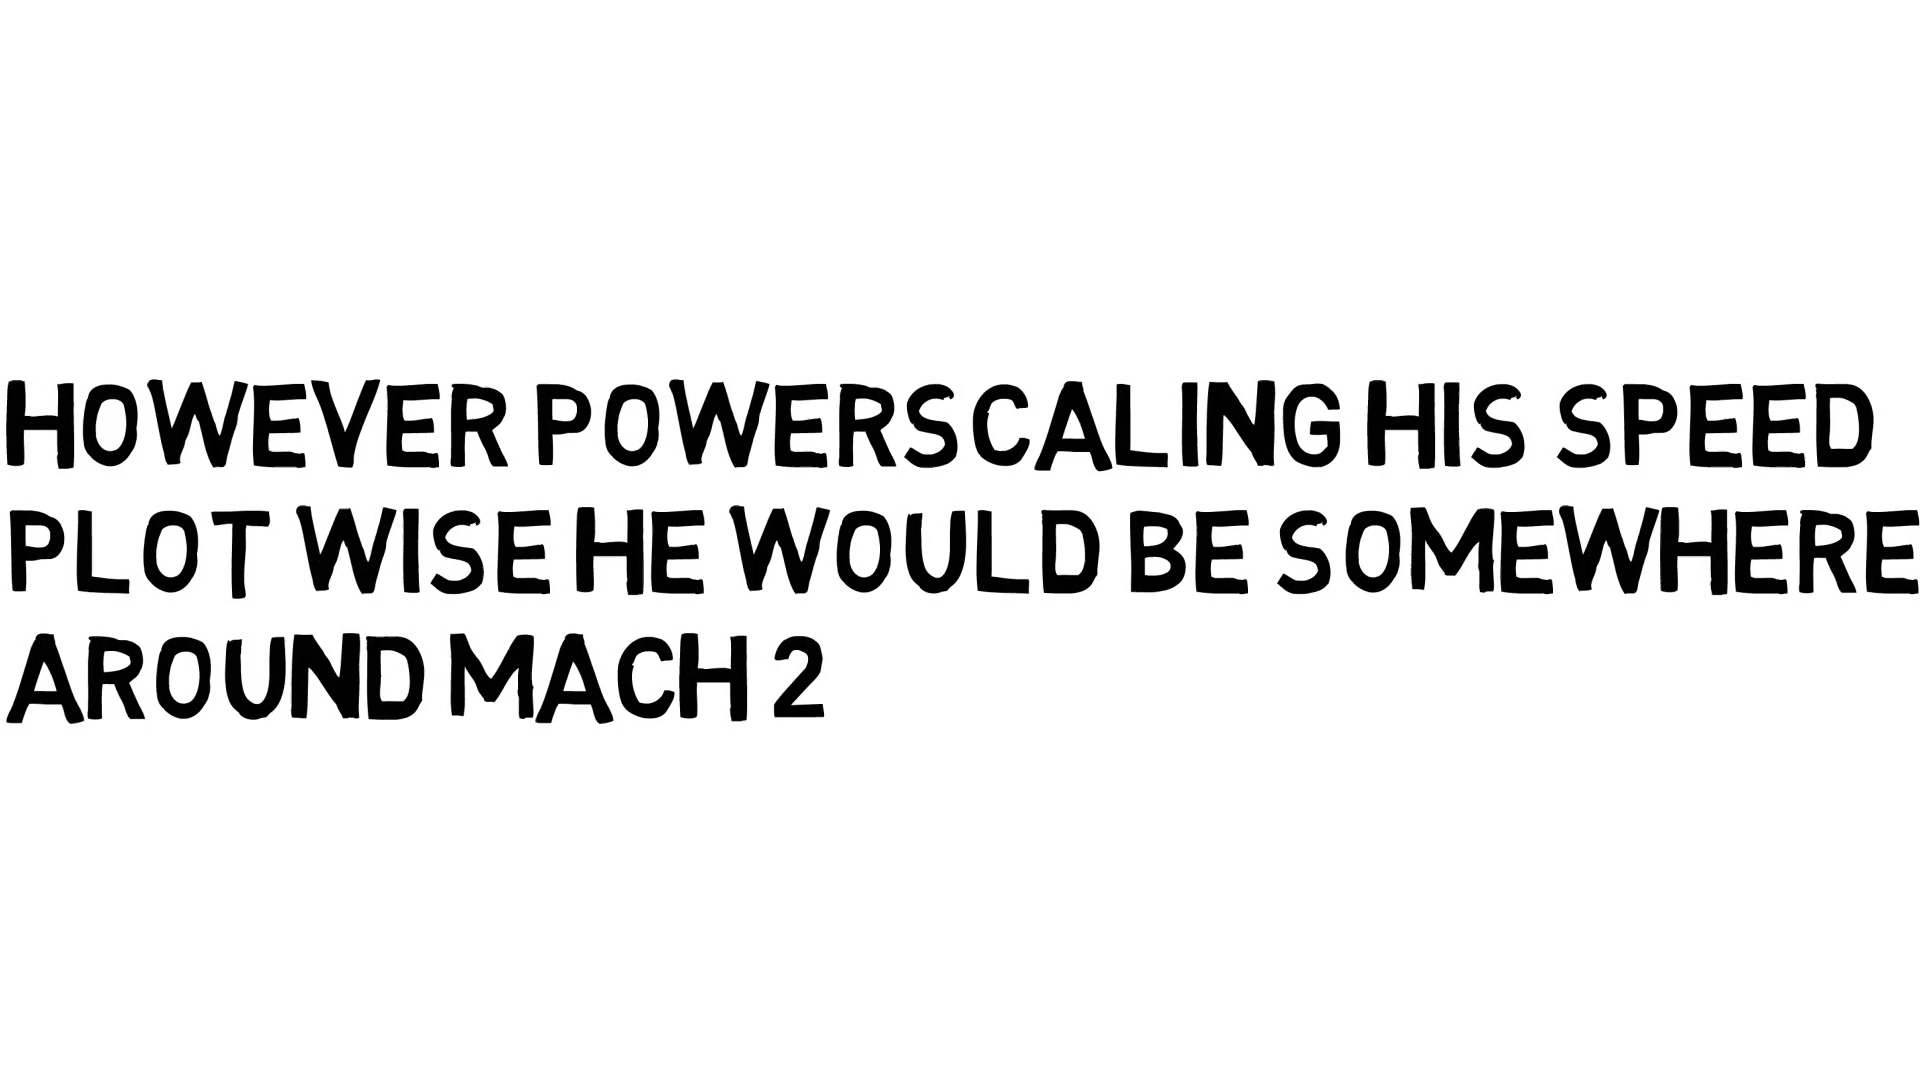 HOWEVER POWERSCALING HIS SPEED
PLOT WISE HE WOULD BE SOMEWHERE
AROUND MACH 2